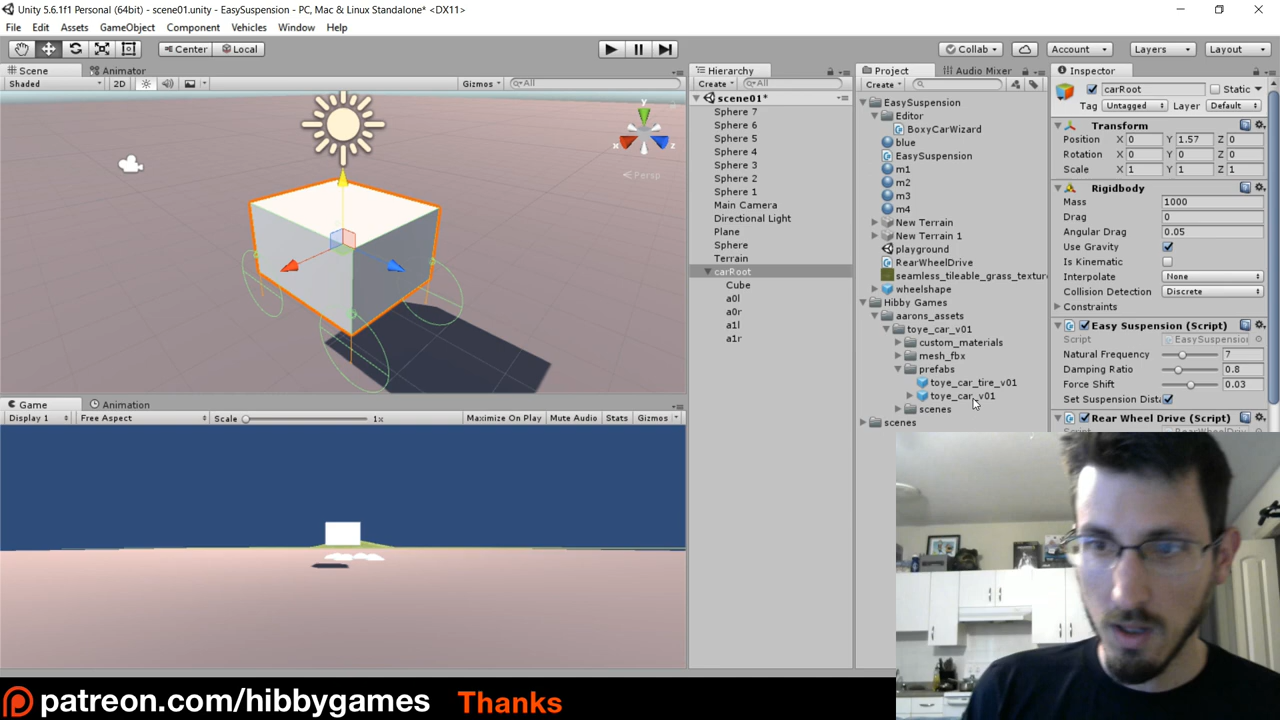 Unity 5.6.1f1 Personal (64bit) - scene01.unity - EasySuspension - PC, Mac & Linux Standalone* <DX11>
File Edit Assets GameObject Component Vehicles Window Help
Center Local Collab Account Layers Layout
Scene Animator
Shaded 2D Gizmos All
y
x
z
Persp
Game Animation
Display 1 Free Aspect Scale 1x Maximize On Play Mute Audio Stats Gizmos
Hierarchy
Create All
scene01*
Sphere 7
Sphere 6
Sphere 5
Sphere 4
Sphere 3
Sphere 2
Sphere 1
Main Camera
Directional Light
Plane
Sphere
Terrain
carRoot
Cube
a0l
a0r
a1l
a1r
Project Audio Mixer
Create
EasySuspension
Editor
BoxyCarWizard
blue
EasySuspension
m1
m2
m3
m4
New Terrain
New Terrain 1
playground
RearWheelDrive
seamless_tileable_grass_texture
wheelshape
Hibby Games
aarons_assets
toye_car_v01
custom_materials
mesh_fbx
prefabs
toye_car_tire_v01
toye_car_v01
scenes
scenes
Inspector
carRoot Static
Tag Untagged Layer Default
Transform
Position X 0 Y 1.57 Z 0
Rotation X 0 Y 0 Z 0
Scale X 1 Y 1 Z 1
Rigidbody
Mass 1000
Drag 0
Angular Drag 0.05
Use Gravity
Is Kinematic
Interpolate None
Collision Detection Discrete
Constraints
Easy Suspension (Script)
Script EasySuspensio
Natural Frequency 7
Damping Ratio 0.8
Force Shift 0.03
Set Suspension Dista
Rear Wheel Drive (Script)
patreon.com/hibbygames Thanks